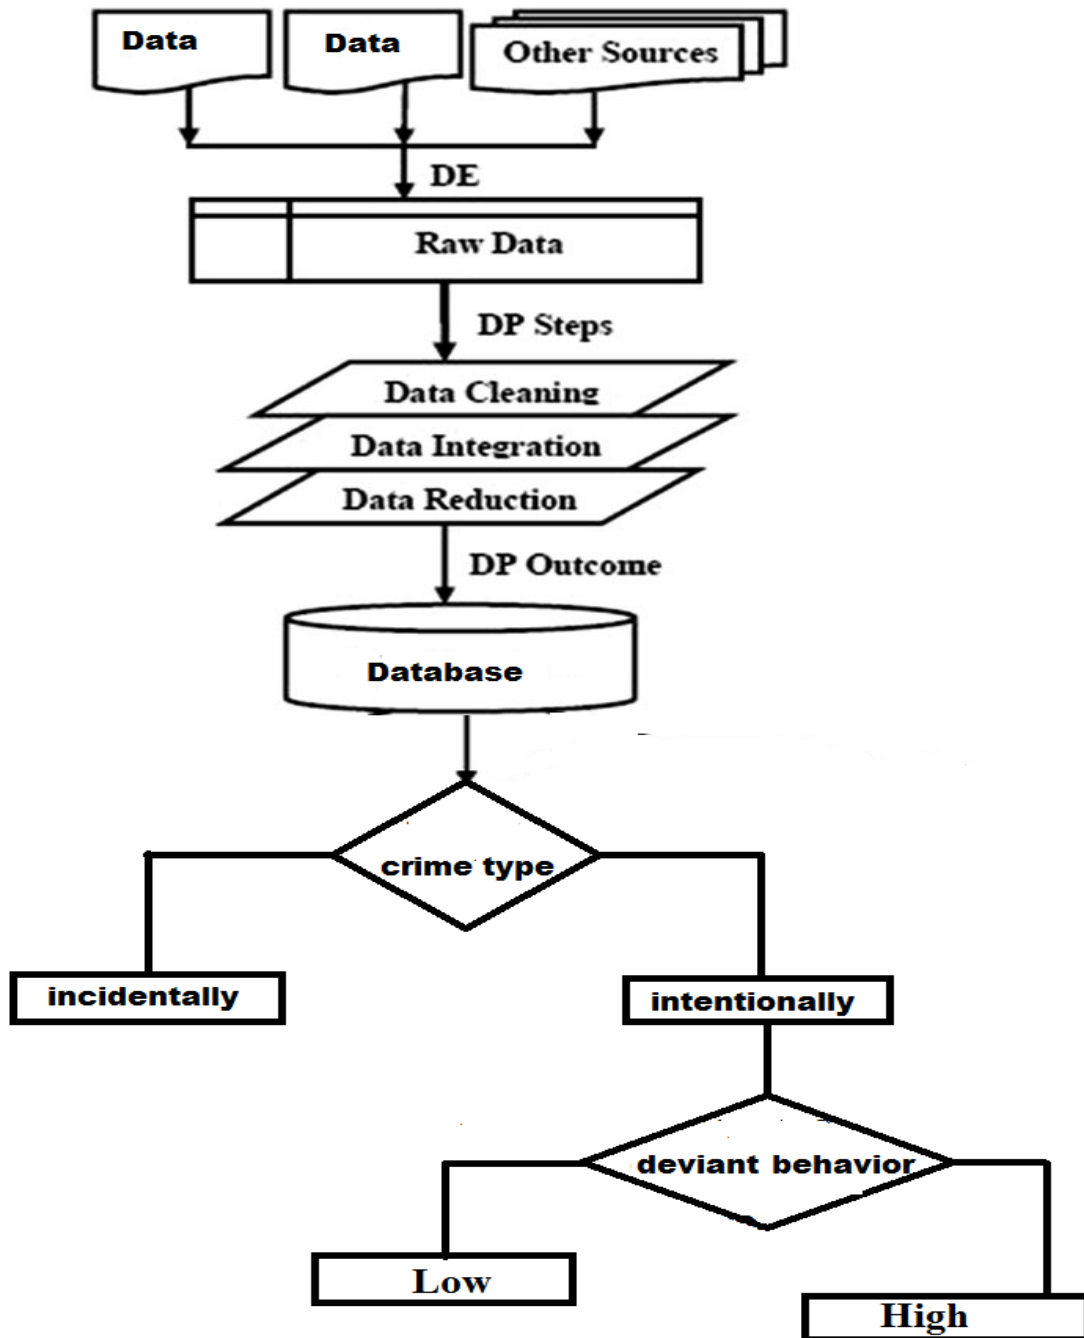 Data
Data
Other Sources
DE
Raw Data
DP Steps
Data Cleaning
Data Integration
Data Reduction
DP Outcome
Database
crime type
incidentally
intentionally
deviant behavior
Low
High